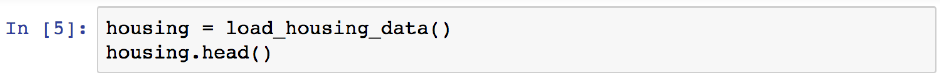 In [5]: housing = load_housing_data()
housing.head()